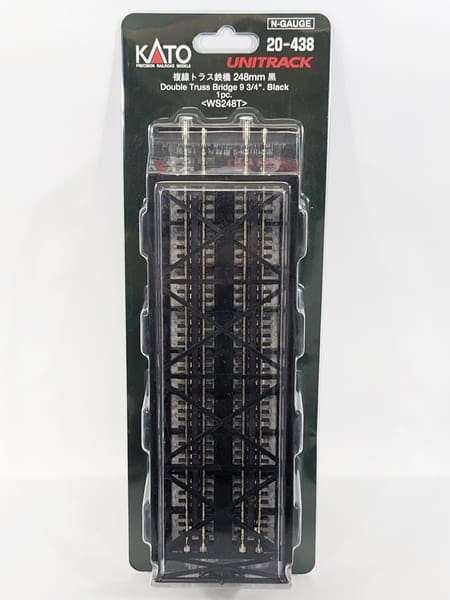 N-GAUGE
KATO
PRECISION RAILROAD MODELS
20-438
UNITRACK
複線トラス鉄橋 248mm 黒
Double Truss Bridge 9 3/4", Black
1pc.
<WS248T>